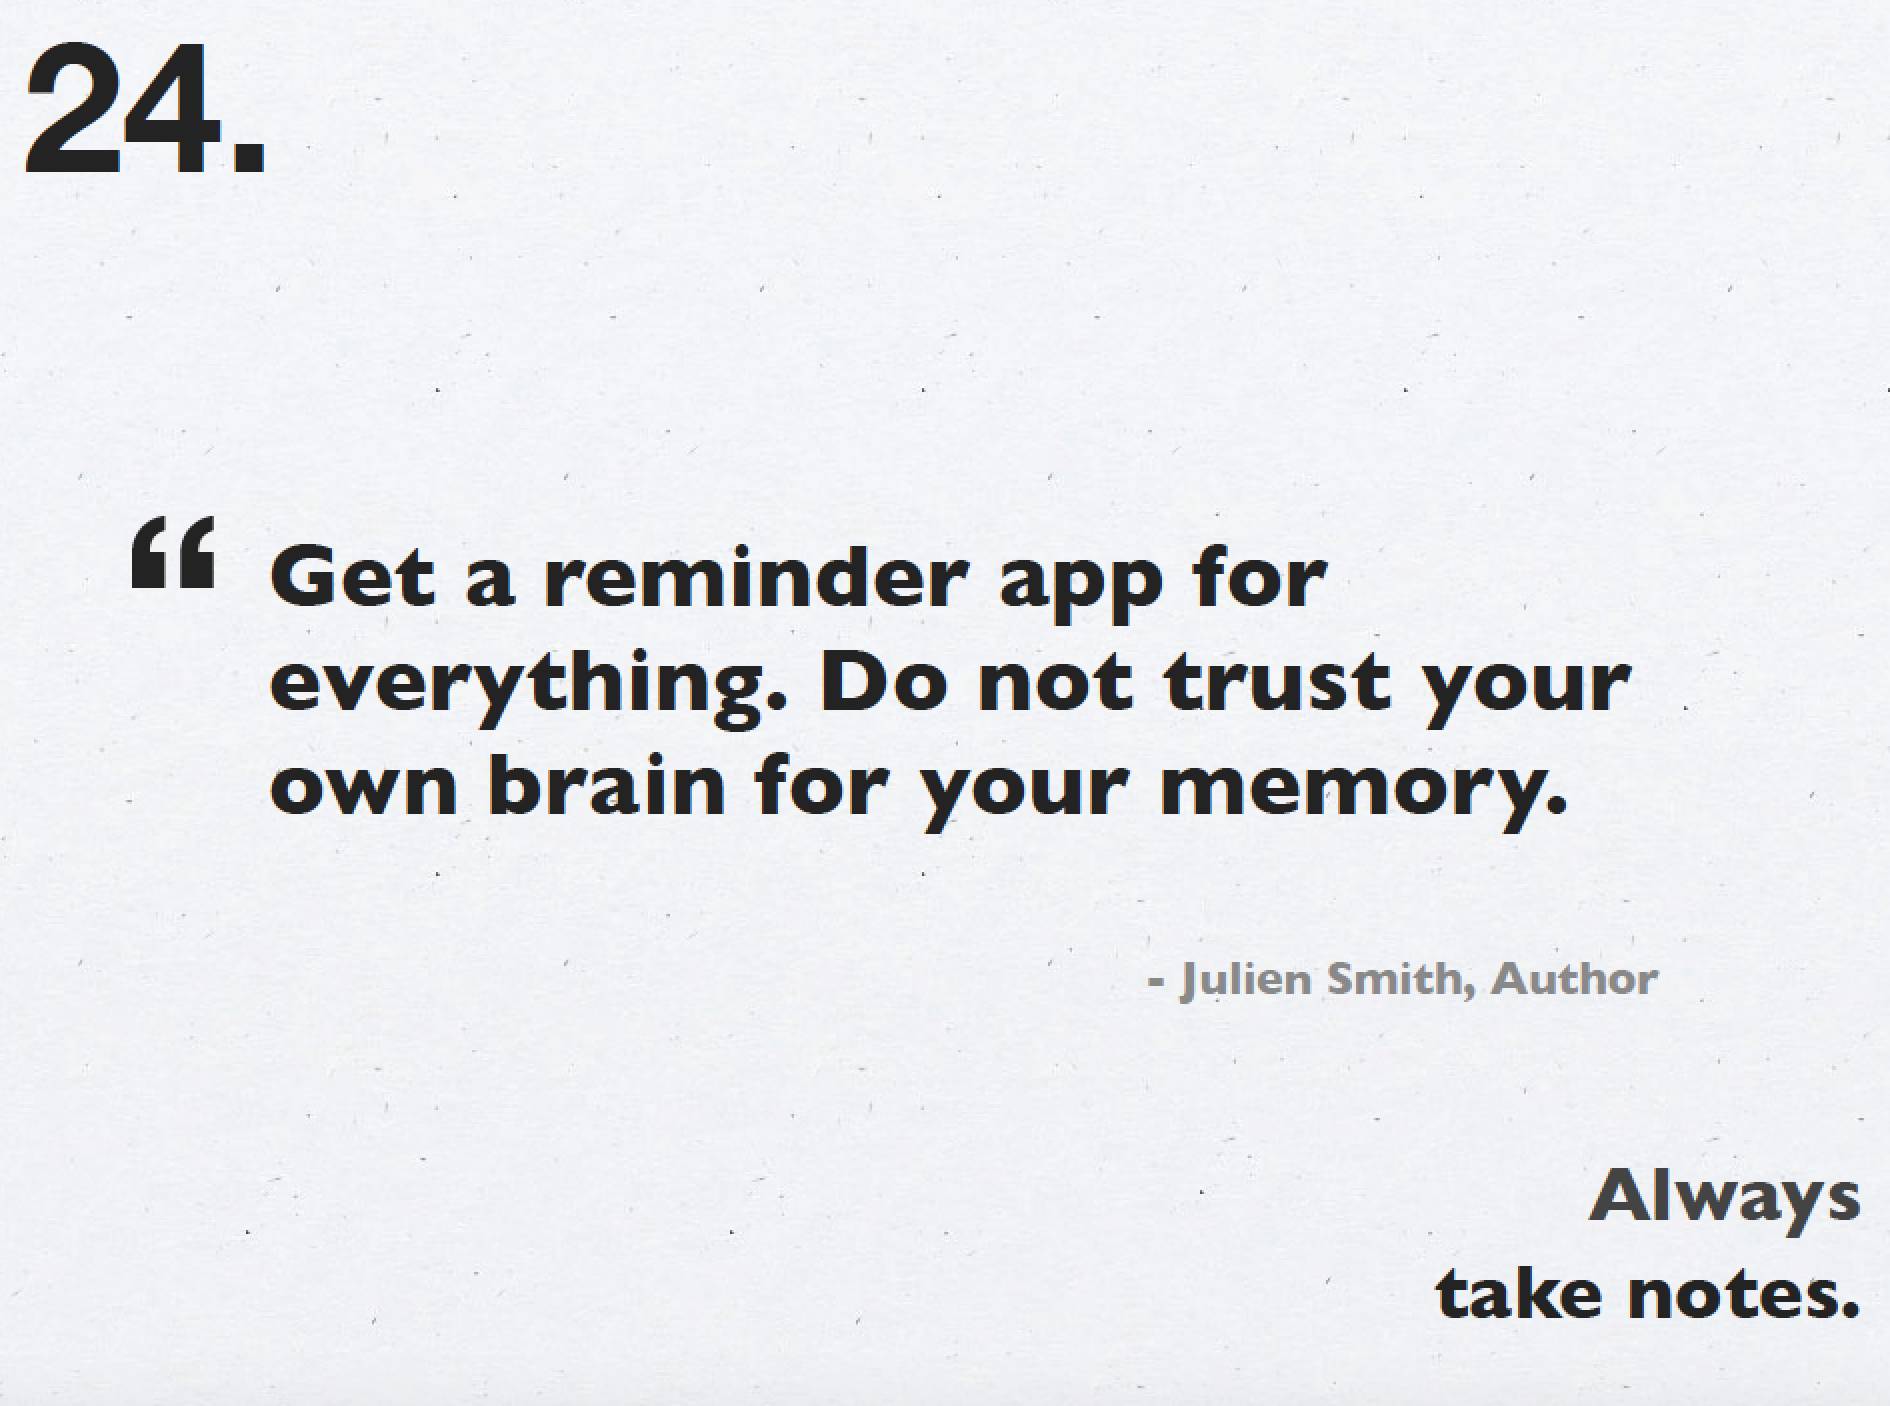 24.
“ Get a reminder app for
everything. Do not trust your
own brain for your memory.
- Julien Smith, Author
Always
take notes.